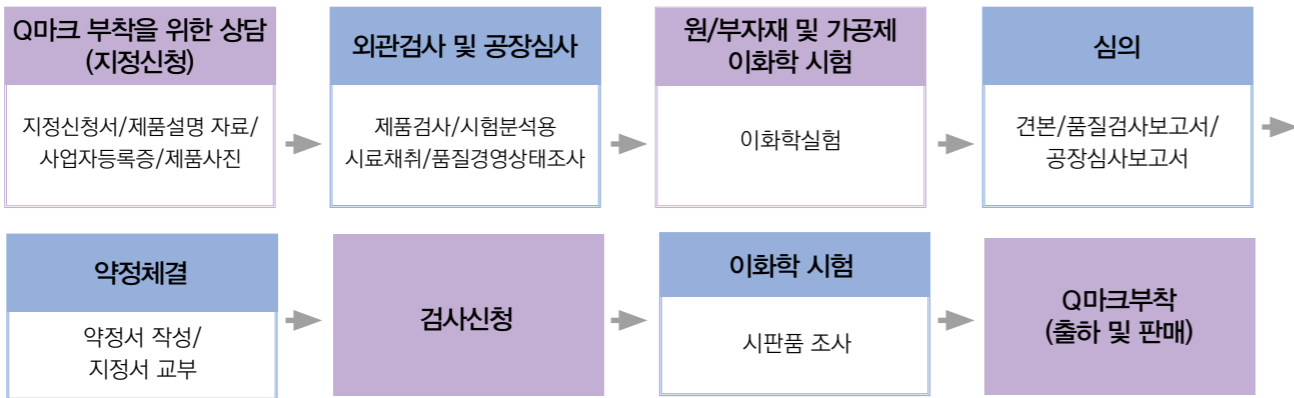 Q마크 부착을 위한 상담
(지정신청)
지정신청서/제품설명 자료/
사업자등록증/제품사진
외관검사 및 공장심사
제품검사/시험분석용
시료채취/품질경영상태조사
원/부자재 및 가공제
이화학 시험
이화학실험
심의
견본/품질검사보고서/
공장심사보고서
약정체결
약정서 작성/
지정서 교부
검사신청
이화학 시험
시판품 조사
Q마크부착
(출하 및 판매)